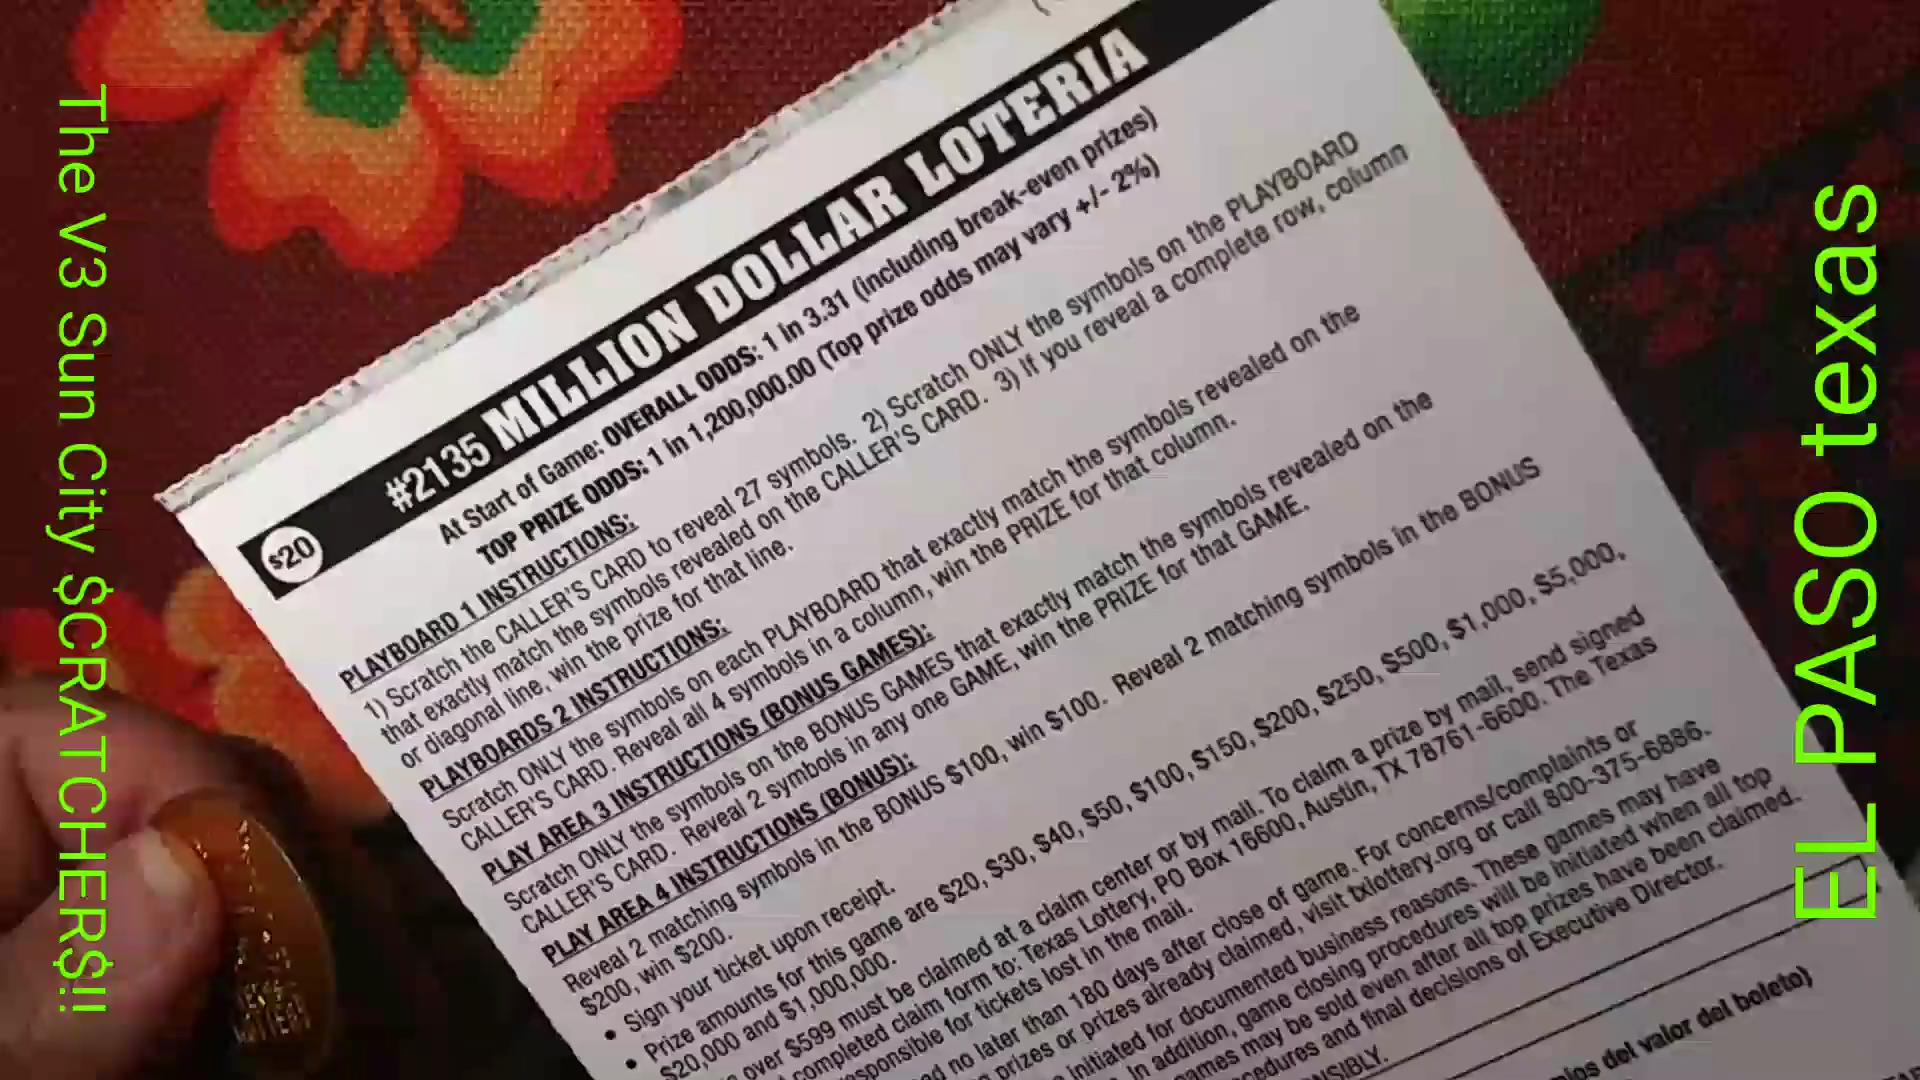 The V3 Sun City $CRATCHER$!!
EL PASO texas
$20
#2135 MILLION DOLLAR LOTERIA
At Start of Game: OVERALL ODDS: 1 in 3.31 (including break-even prizes)
TOP PRIZE ODDS: 1 in 1,200,000.00 (Top prize odds may vary +/- 2%)
PLAYBOARD 1 INSTRUCTIONS:
1) Scratch the CALLER'S CARD to reveal 27 symbols. 2) Scratch ONLY the symbols on the PLAYBOARD
that exactly match the symbols revealed on the CALLER'S CARD. 3) If you reveal a complete row, column
or diagonal line, win the prize for that line.
PLAYBOARDS 2 INSTRUCTIONS:
Scratch ONLY the symbols on each PLAYBOARD that exactly match the symbols revealed on the
CALLER'S CARD. Reveal all 4 symbols in a column, win the PRIZE for that column.
PLAY AREA 3 INSTRUCTIONS (BONUS GAMES):
Scratch ONLY the symbols on the BONUS GAMES that exactly match the symbols revealed on the
CALLER'S CARD. Reveal 2 symbols in any one GAME, win the PRIZE for that GAME.
PLAY AREA 4 INSTRUCTIONS (BONUS):
Reveal 2 matching symbols in the BONUS $100, win $100. Reveal 2 matching symbols in the BONUS
$200, win $200.
• Sign your ticket upon receipt.
• Prize amounts for this game are $20, $30, $40, $50, $100, $150, $200, $250, $500, $1,000, $5,000,
$20,000 and $1,000,000.
over $599 must be claimed at a claim center or by mail. To claim a prize by mail, send signed
completed claim form to: Texas Lottery, PO Box 16600, Austin, TX 78761-6600. The Texas
responsible for tickets lost in the mail.
no later than 180 days after close of game. For concerns/complaints or
prizes or prizes already claimed, visit txlottery.org or call 800-375-6886.
initiated for documented business reasons. These games may have
In addition, game closing procedures will be initiated when all top
games may be sold even after all top prizes have been claimed.
procedures and final decisions of Executive Director.
del valor del boleto)